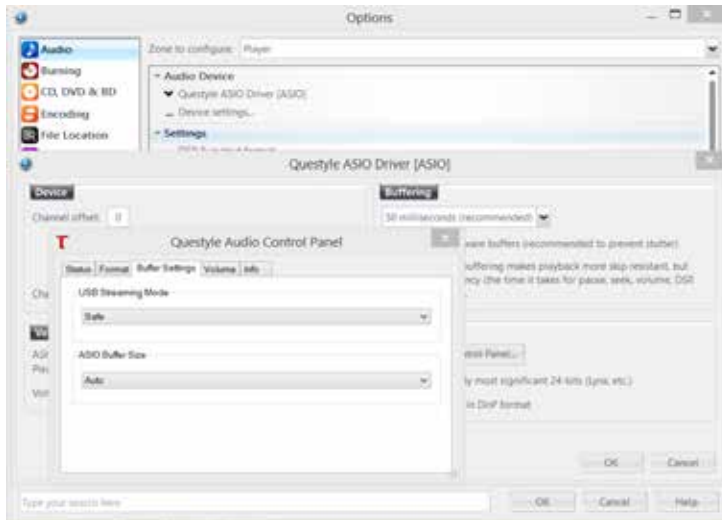 Options
Audio
Burning
CD, DVD & BD
Encoding
File Location
Zone to configure: Player
Audio Device
Questyle ASIO Driver [ASIO]
Device settings...
Settings
Questyle ASIO Driver [ASIO]
Device
Channel offset: 0
Buffering
50 milliseconds (recommended)
ware buffers (recommended to prevent stutter)
uffering makes playback more skip resistant, but
ncy (the time it takes for pause, seek, volume, DSP
T
Questyle Audio Control Panel
Status
Format
Buffer Settings
Volume
Info
USB Streaming Mode
Safe
ASIO Buffer Size
Auto
ntrol Panel...
ly most significant 24-bits (Lynx, etc.)
in DoP format
OK
Cancel
Type your search here
OK
Cancel
Help